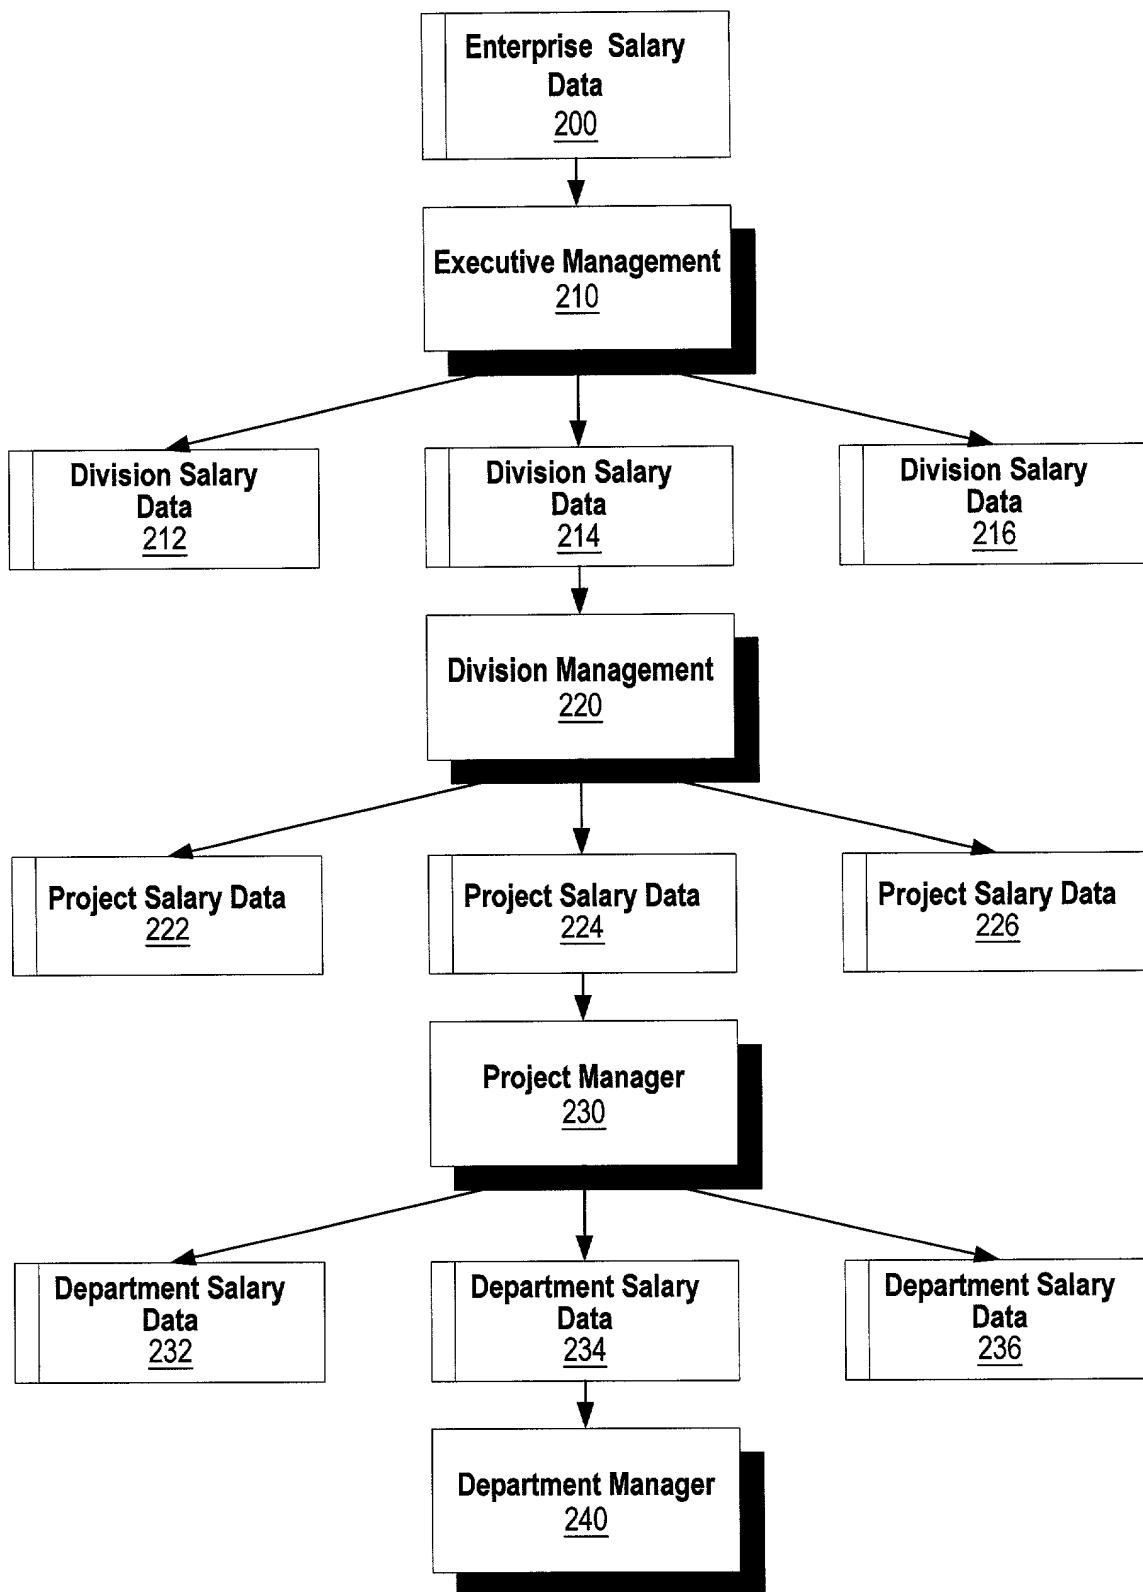 Enterprise Salary
Data
200
Executive Management
210
Division Salary
Data
212
Division Salary
Data
214
Division Salary
Data
216
Division Management
220
Project Salary Data
222
Project Salary Data
224
Project Salary Data
226
Project Manager
230
Department Salary
Data
232
Department Salary
Data
234
Department Salary
Data
236
Department Manager
240